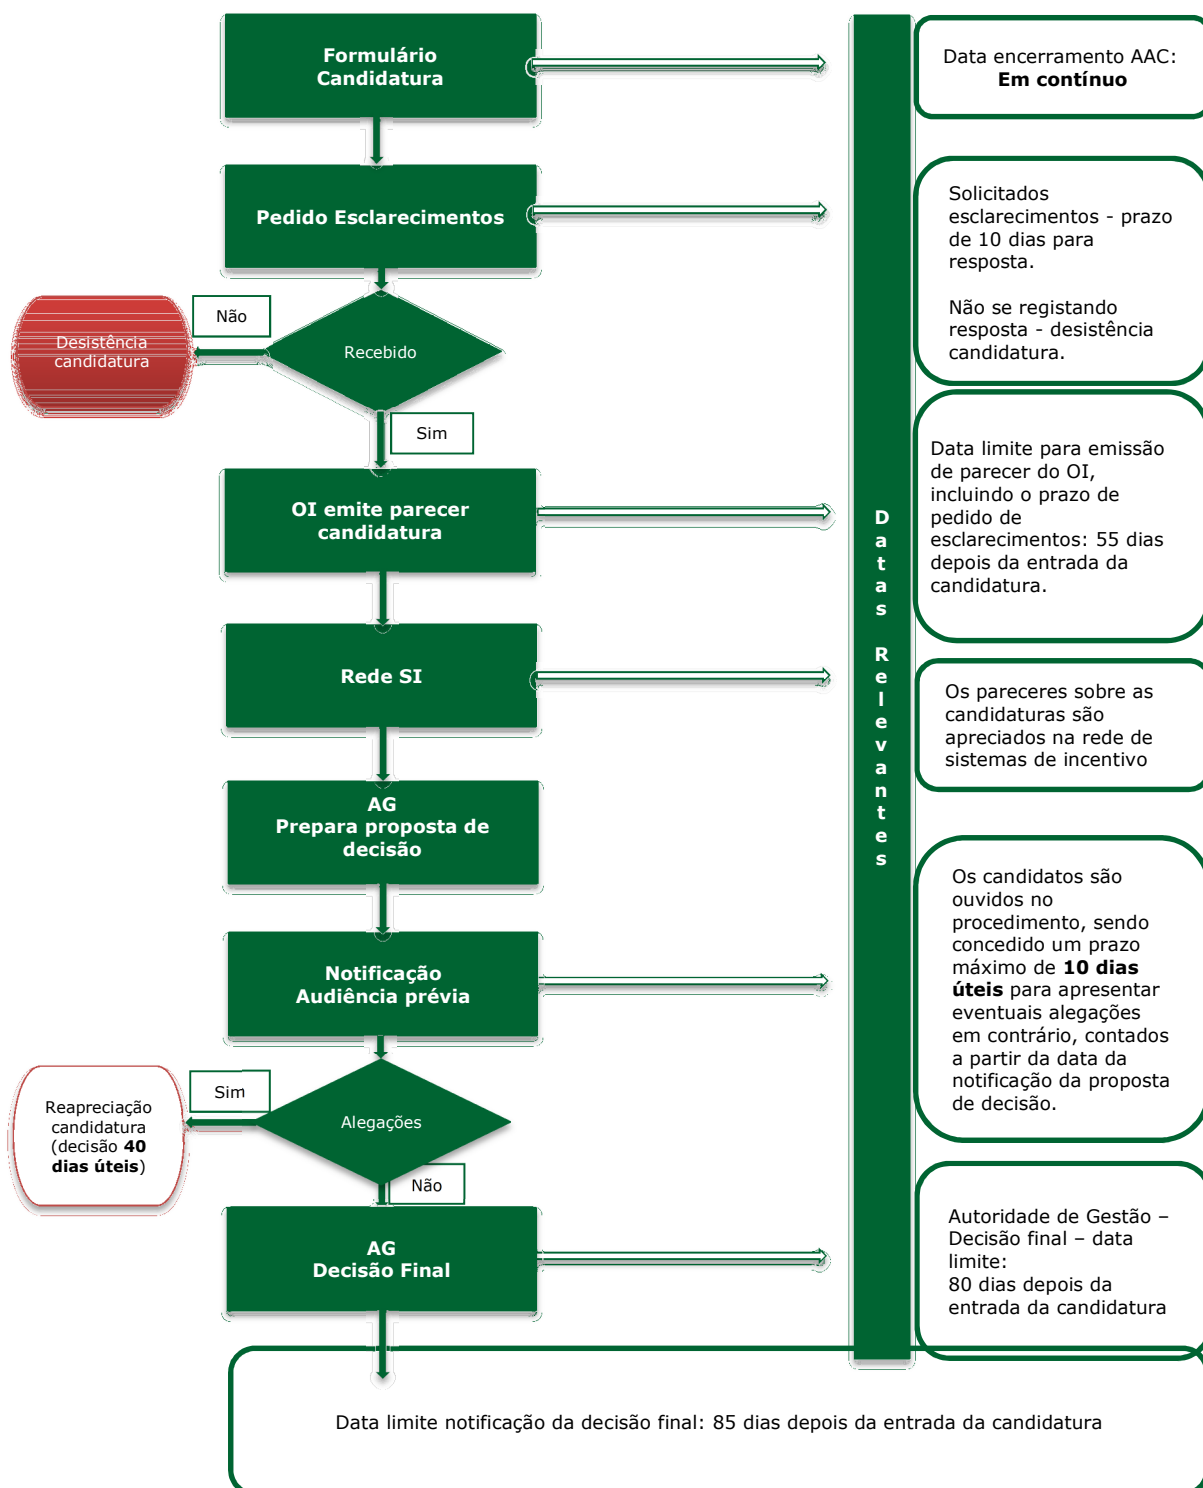 Formulário
Candidatura
Data encerramento AAC:
Em contínuo
Pedido Esclarecimentos
Solicitados
esclarecimentos - prazo
de 10 dias para
resposta.
Não se registando
resposta - desistência
candidatura.
Não
Desistência
candidatura
Recebido
Sim
OI emite parecer
candidatura
Data limite para emissão
de parecer do OI,
incluindo o prazo de
pedido de
esclarecimentos: 55 dias
depois da entrada da
candidatura.
Datas Relevantes
Rede SI
Os pareceres sobre as
candidaturas são
apreciados na rede de
sistemas de incentivo
AG
Prepara proposta de
decisão
Notificação
Audiência prévia
Os candidatos são
ouvidos no
procedimento, sendo
concedido um prazo
máximo de 10 dias
úteis para apresentar
eventuais alegações
em contrário, contados
a partir da data da
notificação da proposta
de decisão.
Sim
Reapreciação
candidatura
(decisão 40
dias úteis)
Alegações
Não
AG
Decisão Final
Autoridade de Gestão –
Decisão final – data
limite:
80 dias depois da
entrada da candidatura
Data limite notificação da decisão final: 85 dias depois da entrada da candidatura